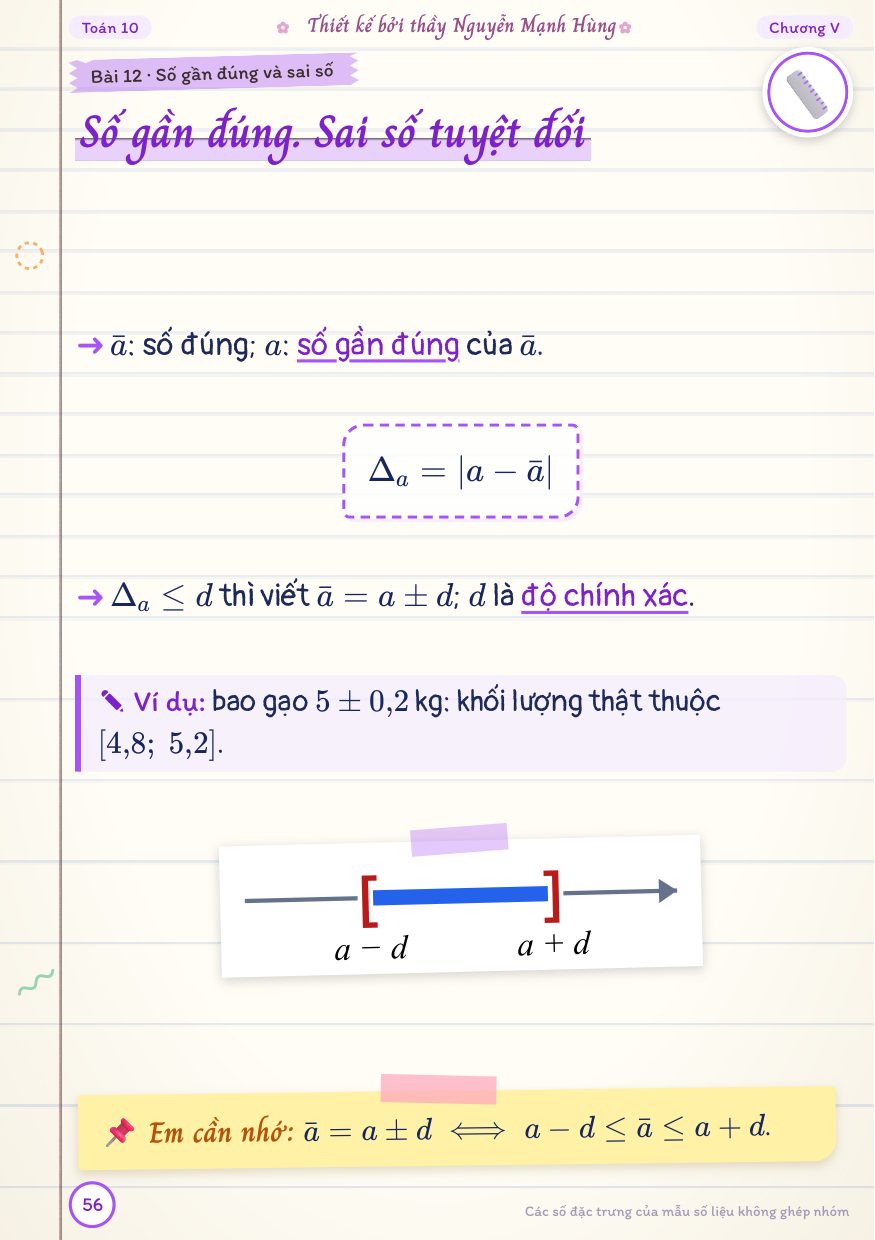 Toán 10
Thiết kế bởi thầy Nguyễn Mạnh Hùng
Chương V
Bài 12 · Số gần đúng và sai số
Số gần đúng. Sai số tuyệt đối
→ ā: số đúng; a: số gần đúng của ā.
Δₐ = |a − ā|
→ Δₐ ≤ d thì viết ā = a ± d; d là độ chính xác.
Ví dụ: bao gạo 5 ± 0,2 kg: khối lượng thật thuộc
[4,8; 5,2].
a − d
a + d
Em cần nhớ: ā = a ± d ⟺ a − d ≤ ā ≤ a + d.
56
Các số đặc trưng của mẫu số liệu không ghép nhóm